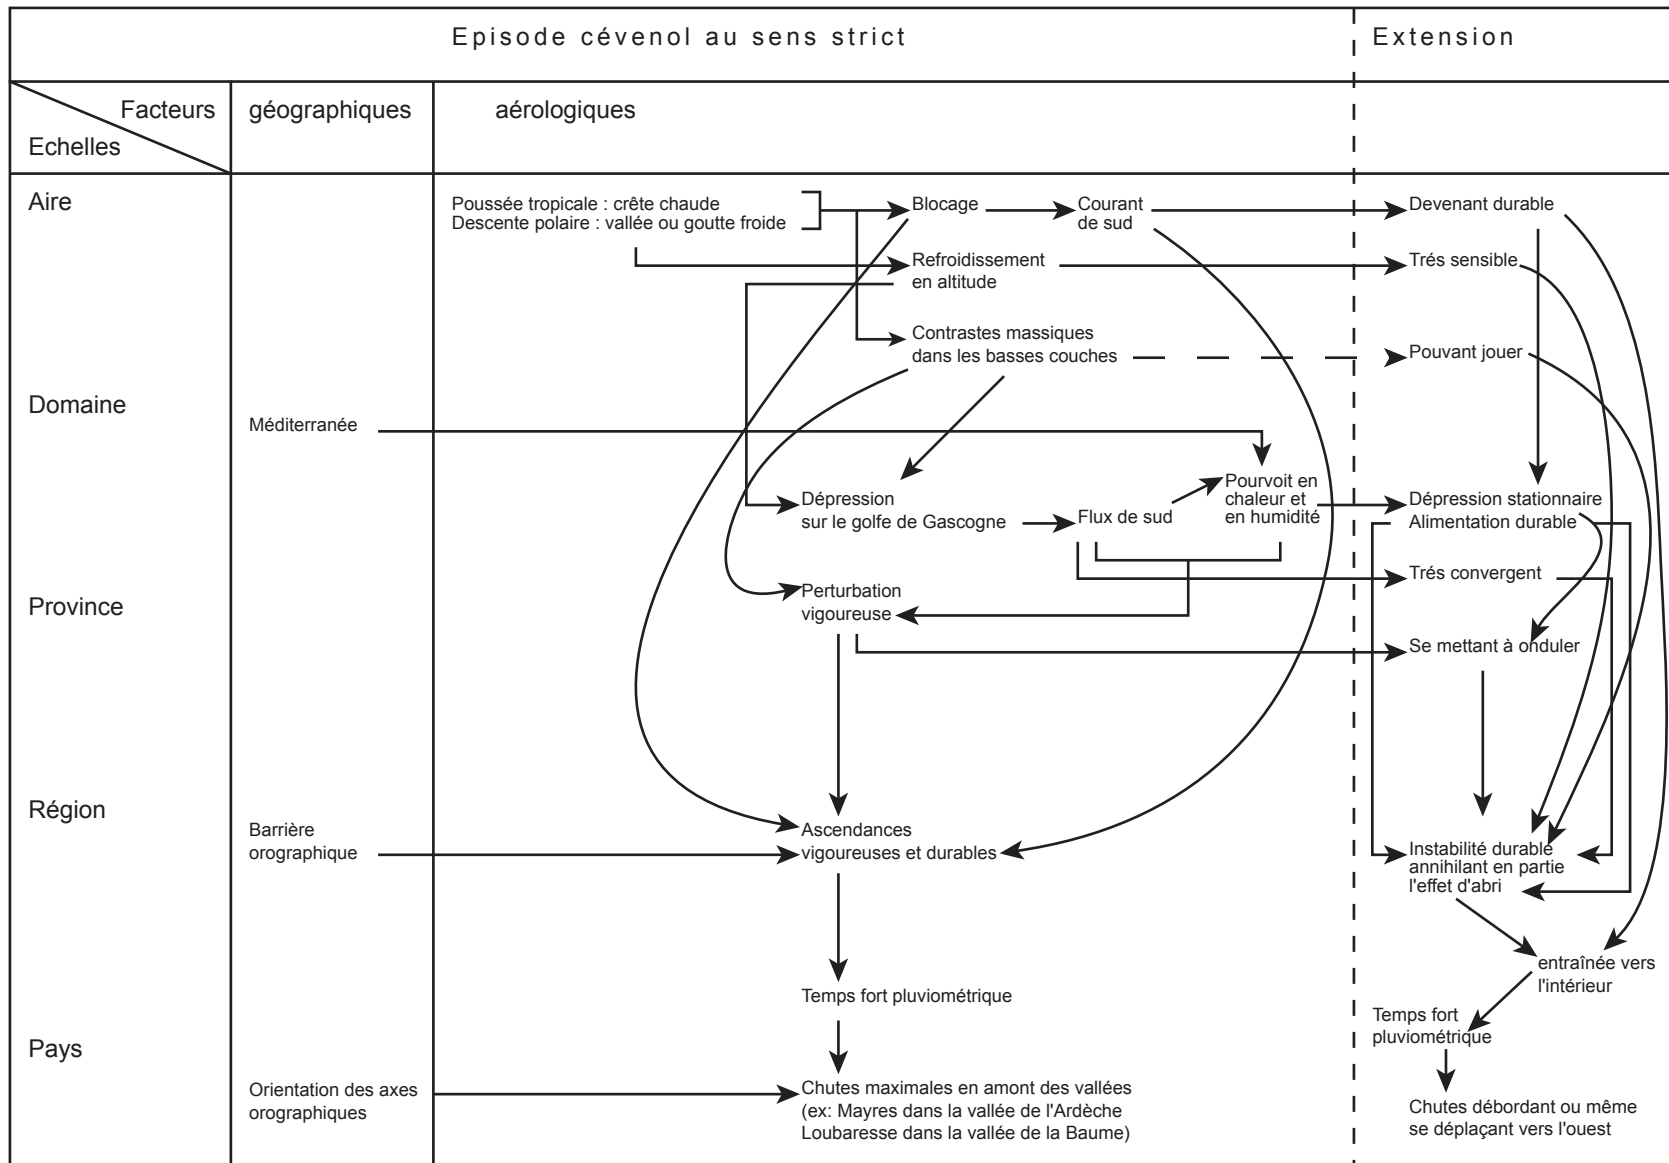 Episode cévenol au sens strict
Extension
Facteurs
Echelles
géographiques
aérologiques
Aire
Poussée tropicale : crête chaude
Descente polaire : vallée ou goutte froide
Blocage
Courant
de sud
Devenant durable
Refroidissement
en altitude
Trés sensible
Contrastes massiques
dans les basses couches
Pouvant jouer
Domaine
Méditerranée
Dépression
sur le golfe de Gascogne
Flux de sud
Pourvoit en
chaleur et
en humidité
Dépression stationnaire
Alimentation durable
Trés convergent
Province
Perturbation
vigoureuse
Se mettant à onduler
Région
Barrière
orographique
Ascendances
vigoureuses et durables
Instabilité durable
annihilant en partie
l'effet d'abri
entraînée vers
l'intérieur
Temps fort pluviométrique
Temps fort
pluviométrique
Pays
Orientation des axes
orographiques
Chutes maximales en amont des vallées
(ex: Mayres dans la vallée de l'Ardèche
Loubaresse dans la vallée de la Baume)
Chutes débordant ou même
se déplaçant vers l'ouest